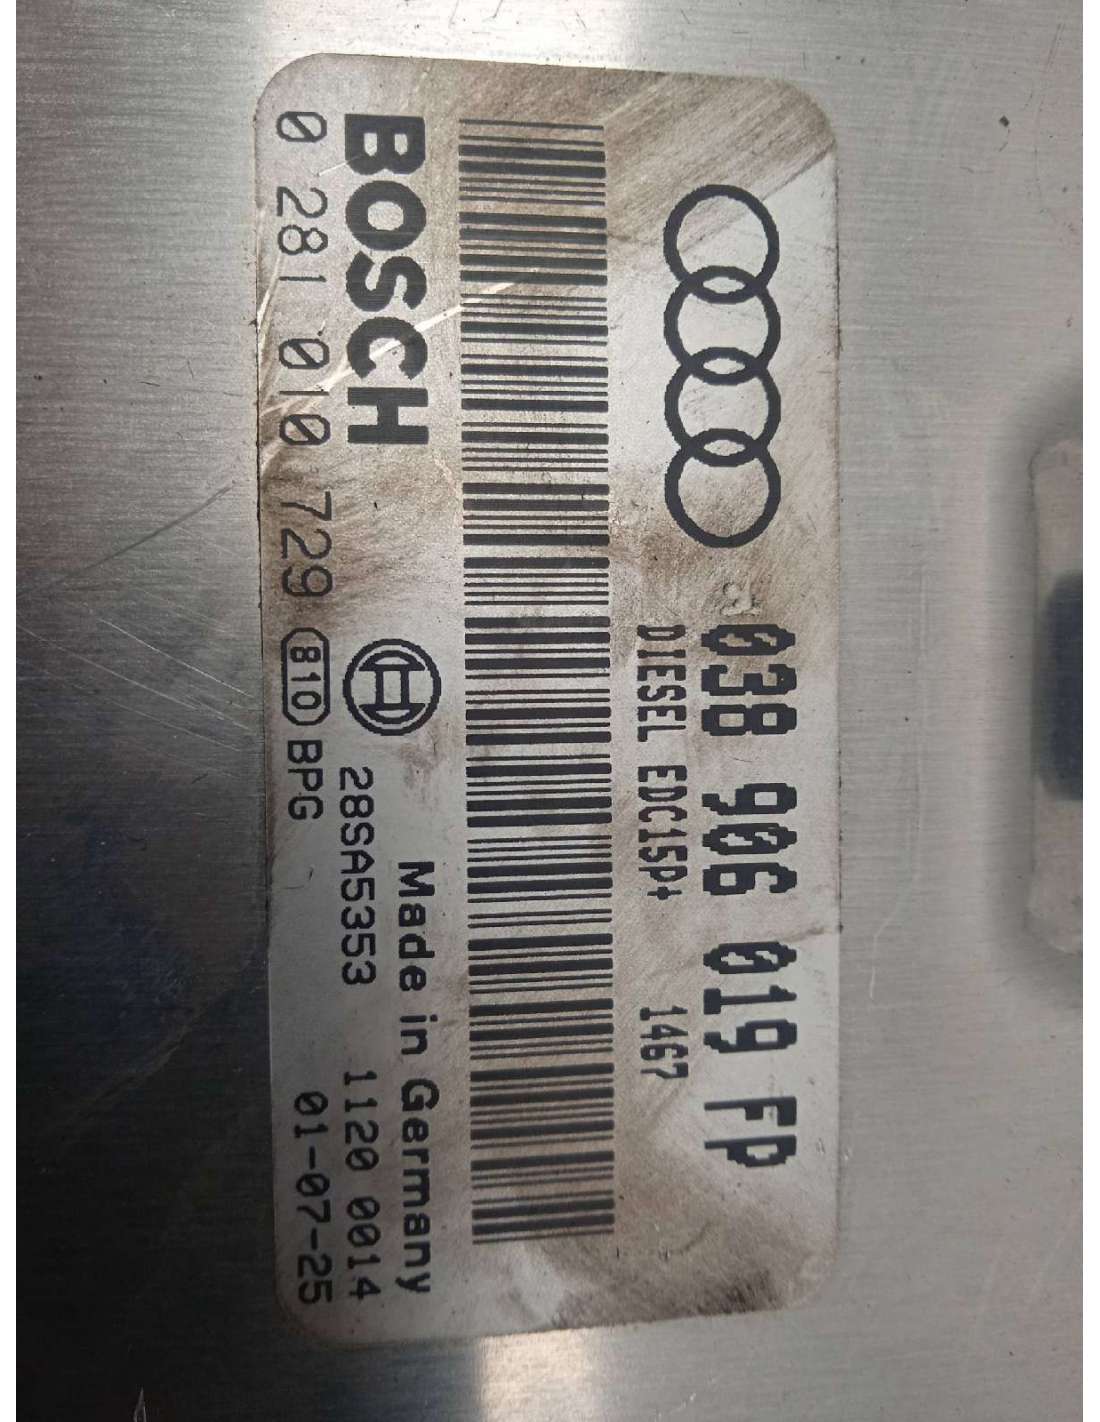 038 906 019 FP
DIESEL EDC15P+ 1467
BOSCH
Made in Germany
28SA5353 1120 0014
0 281 010 729 810 BPG 01-07-25